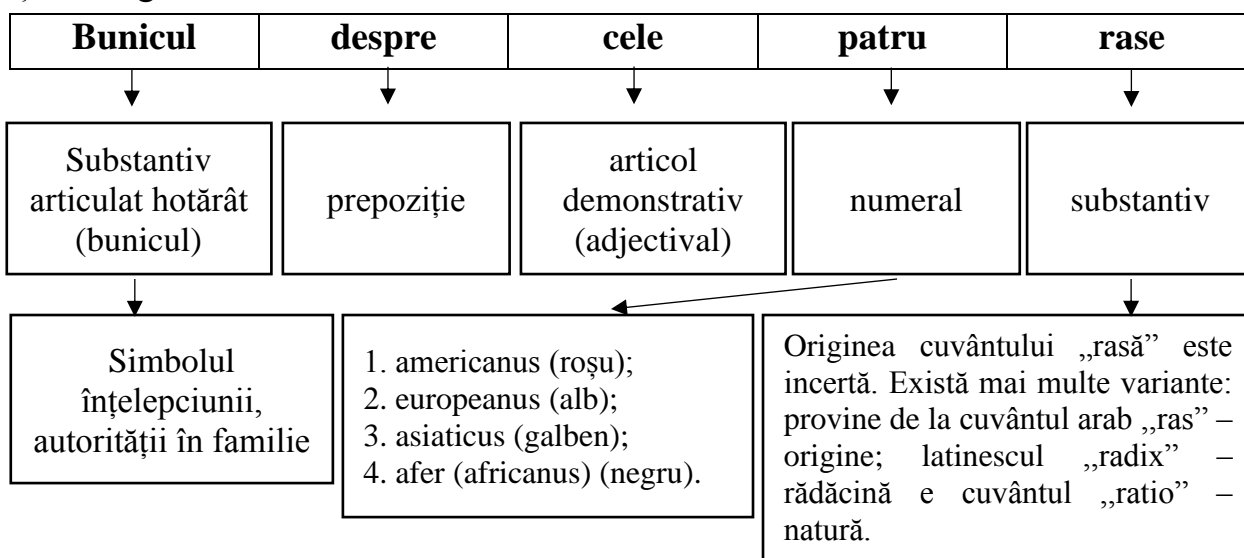 Bunicul despre cele patru rase
Substantiv
articulat hotărât
(bunicul)
prepoziție
articol
demonstrativ
(adjectival)
numeral
substantiv
Simbolul
înțelepciunii,
autorității în familie
1. americanus (roșu);
2. europeanus (alb);
3. asiaticus (galben);
4. afer (africanus) (negru).
Originea cuvântului ,,rasă” este
incertă. Există mai multe variante:
provine de la cuvântul arab ,,ras” –
origine; latinescul ,,radix” –
rădăcină e cuvântul ,,ratio” –
natură.